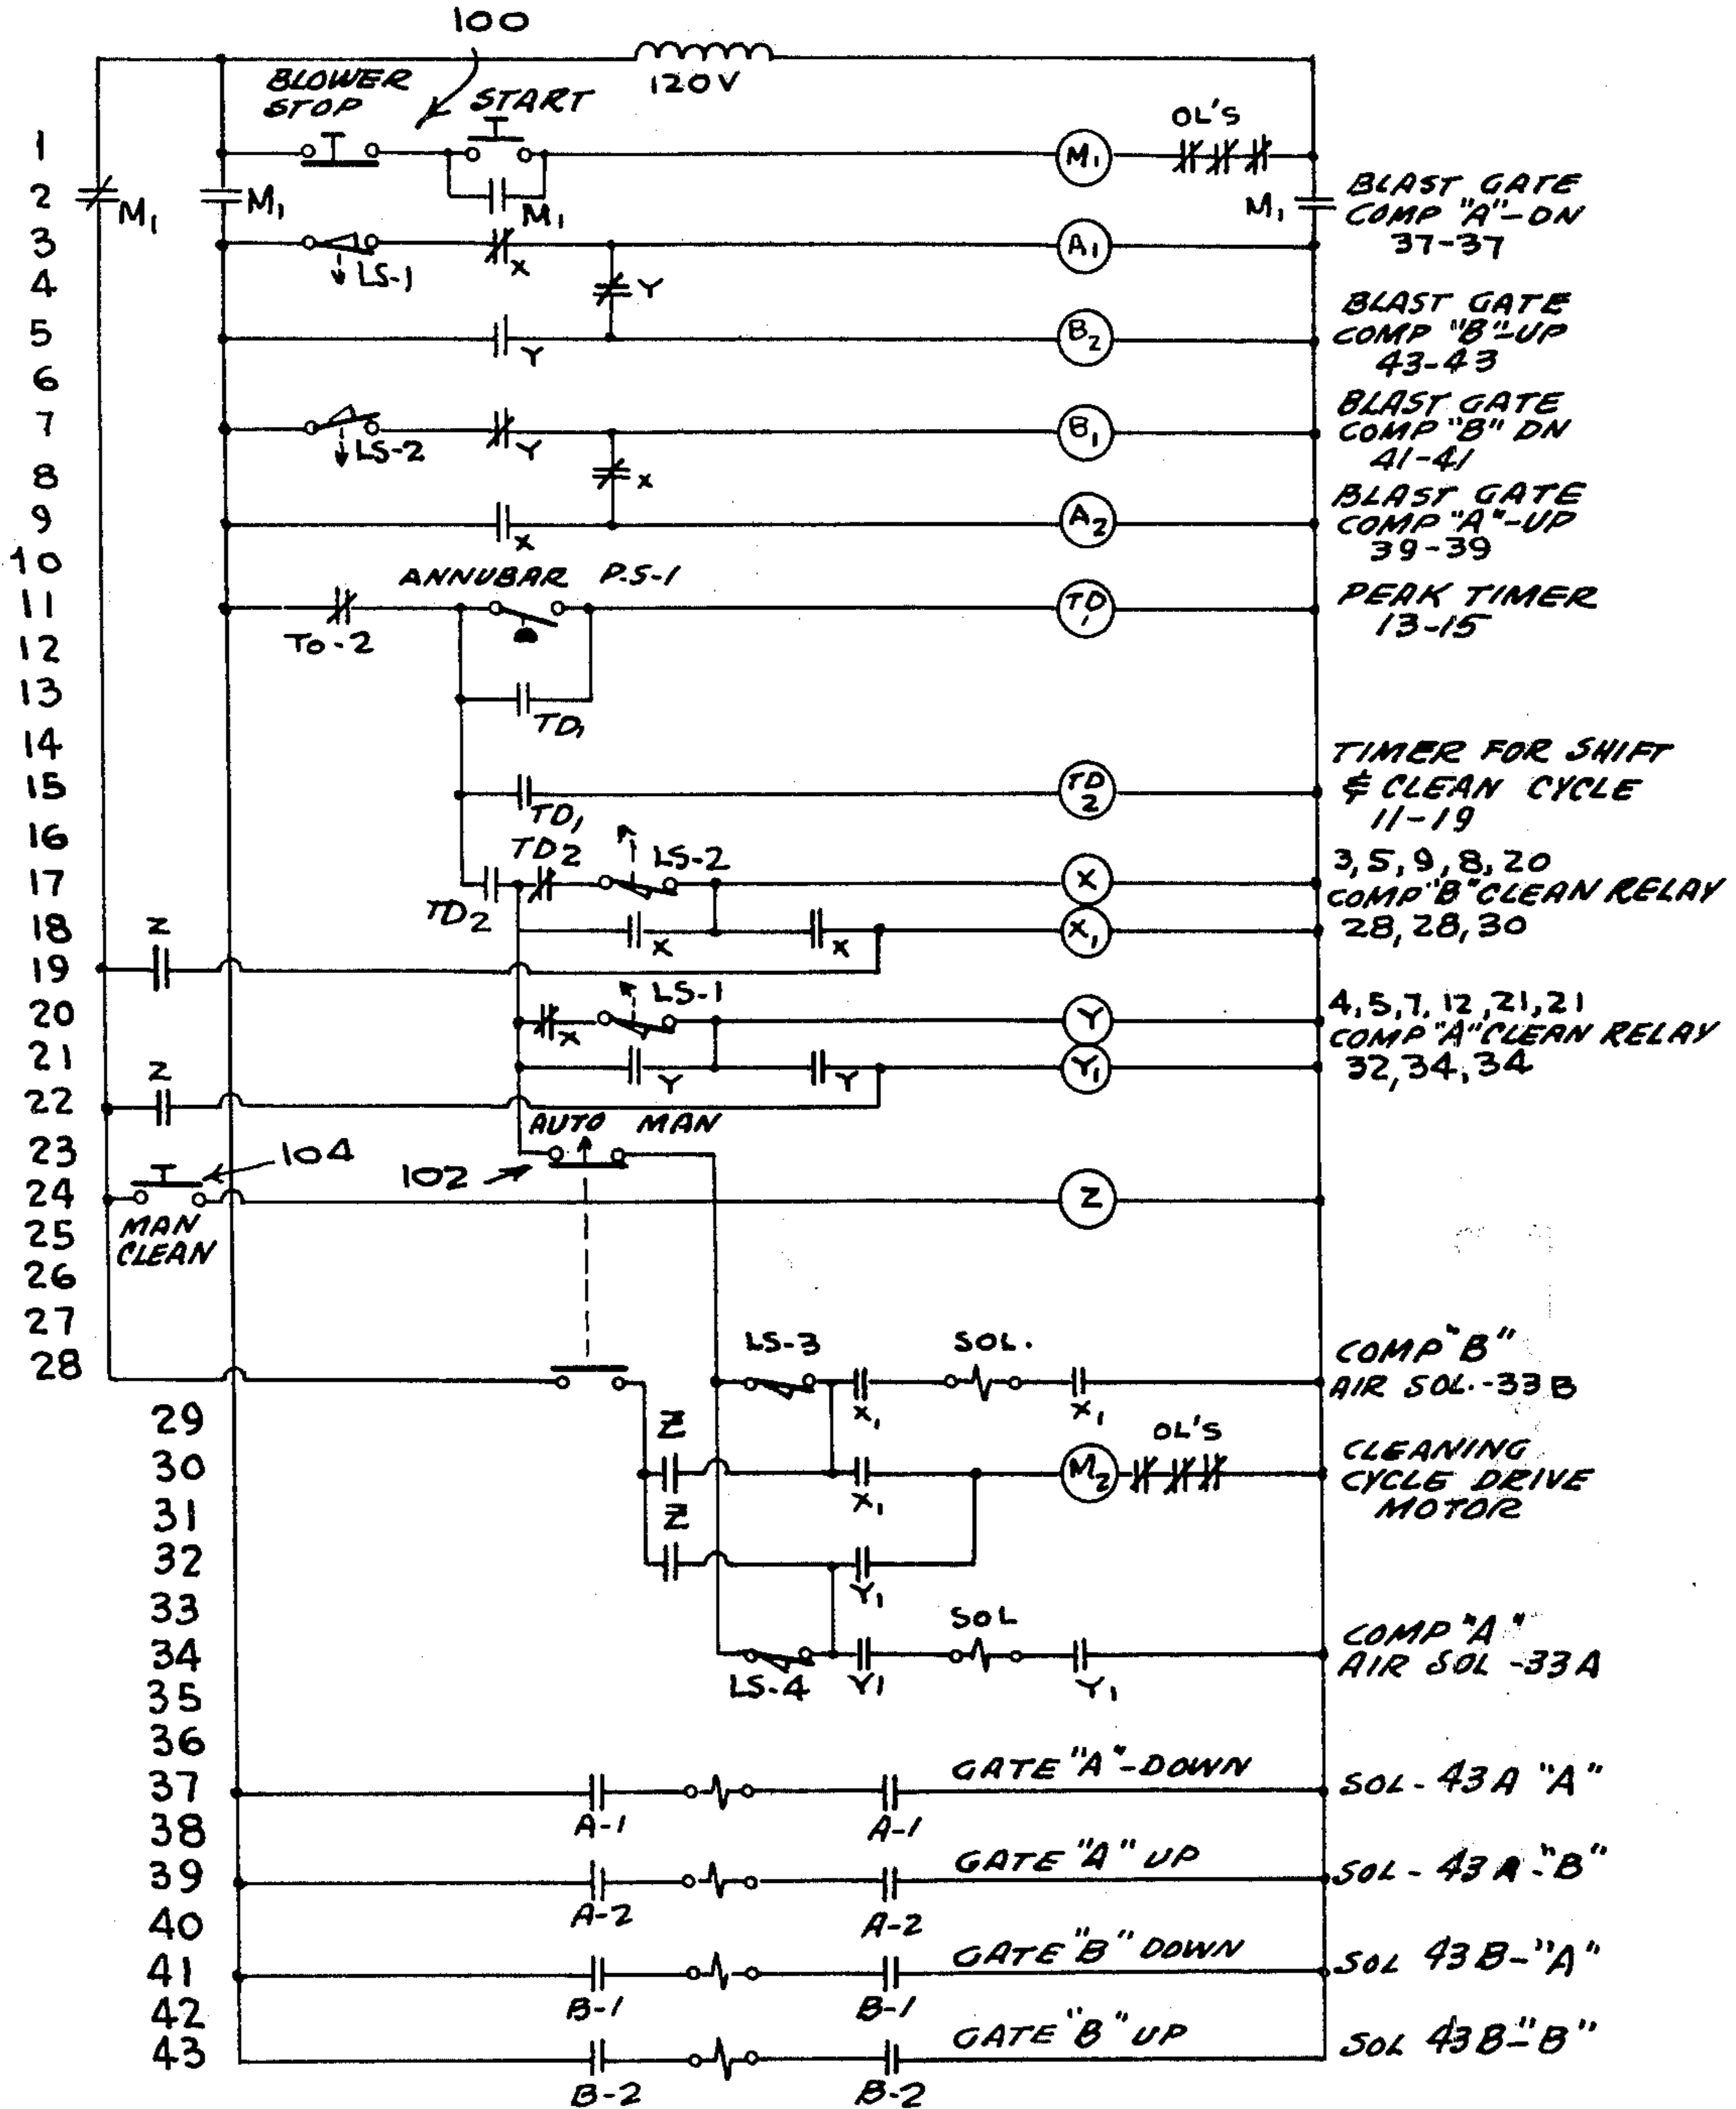 100
120V
BLOWER
STOP
START
OL'S
1
M1
2
M1
M1
M1
M1
BLAST GATE
COMP "A"-DN
37-37
3
LS-1
X
A1
4
Y
5
Y
B2
BLAST GATE
COMP "B"-UP
43-43
6
7
LS-2
Y
B1
BLAST GATE
COMP "B" DN
41-41
8
X
9
X
A2
BLAST GATE
COMP "A"-UP
39-39
10
ANNUBAR P.S-1
11
TO-2
TD1
PEAK TIMER
13-15
12
13
TD1
14
15
TD1
TD2
TIMER FOR SHIFT
& CLEAN CYCLE
11-19
16
TD2
LS-2
17
TD2
X
3, 5, 9, 8, 20
COMP "B" CLEAN RELAY
28, 28, 30
18
Z
X
X
X1
19
LS-1
20
X
Y
4, 5, 7, 12, 21, 21
COMP "A" CLEAN RELAY
32, 34, 34
21
Z
Y
Y
Y1
22
AUTO MAN
23
104
102
24
Z
MAN
CLEAN
25
26
27
28
LS-3
SOL.
X1
X1
COMP "B"
AIR SOL.-33B
29
Z
OL'S
30
X1
M2
CLEANING
CYCLE DRIVE
MOTOR
31
Z
32
Y1
33
SOL
34
LS-4
Y1
Y1
COMP "A"
AIR SOL -33A
35
36
37
A-1
A-1
GATE "A"-DOWN
SOL - 43A "A"
38
39
A-2
A-2
GATE "A" UP
SOL - 43A-"B"
40
41
B-1
B-1
GATE "B" DOWN
SOL 43B-"A"
42
43
B-2
B-2
GATE "B" UP
SOL 43B-"B"